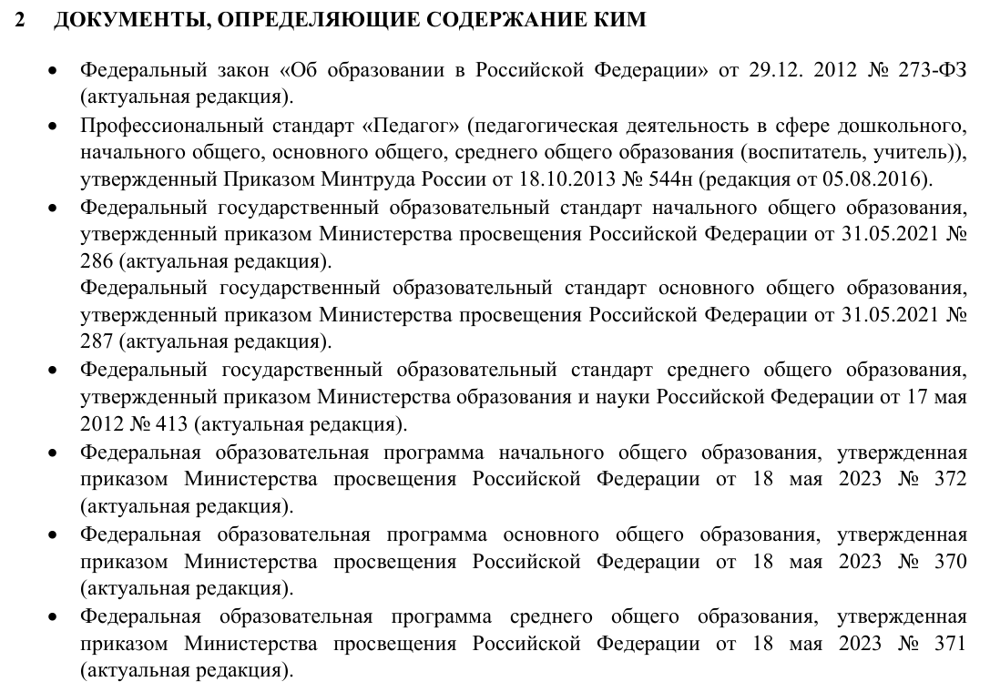 2 ДОКУМЕНТЫ, ОПРЕДЕЛЯЮЩИЕ СОДЕРЖАНИЕ КИМ
• Федеральный закон «Об образовании в Российской Федерации» от 29.12. 2012 № 273-ФЗ
(актуальная редакция).
• Профессиональный стандарт «Педагог» (педагогическая деятельность в сфере дошкольного,
начального общего, основного общего, среднего общего образования (воспитатель, учитель)),
утвержденный Приказом Минтруда России от 18.10.2013 № 544н (редакция от 05.08.2016).
• Федеральный государственный образовательный стандарт начального общего образования,
утвержденный приказом Министерства просвещения Российской Федерации от 31.05.2021 №
286 (актуальная редакция).
Федеральный государственный образовательный стандарт основного общего образования,
утвержденный приказом Министерства просвещения Российской Федерации от 31.05.2021 №
287 (актуальная редакция).
• Федеральный государственный образовательный стандарт среднего общего образования,
утвержденный приказом Министерства образования и науки Российской Федерации от 17 мая
2012 № 413 (актуальная редакция).
• Федеральная образовательная программа начального общего образования, утвержденная
приказом Министерства просвещения Российской Федерации от 18 мая 2023 № 372
(актуальная редакция).
• Федеральная образовательная программа основного общего образования, утвержденная
приказом Министерства просвещения Российской Федерации от 18 мая 2023 № 370
(актуальная редакция).
• Федеральная образовательная программа среднего общего образования, утвержденная
приказом Министерства просвещения Российской Федерации от 18 мая 2023 № 371
(актуальная редакция).